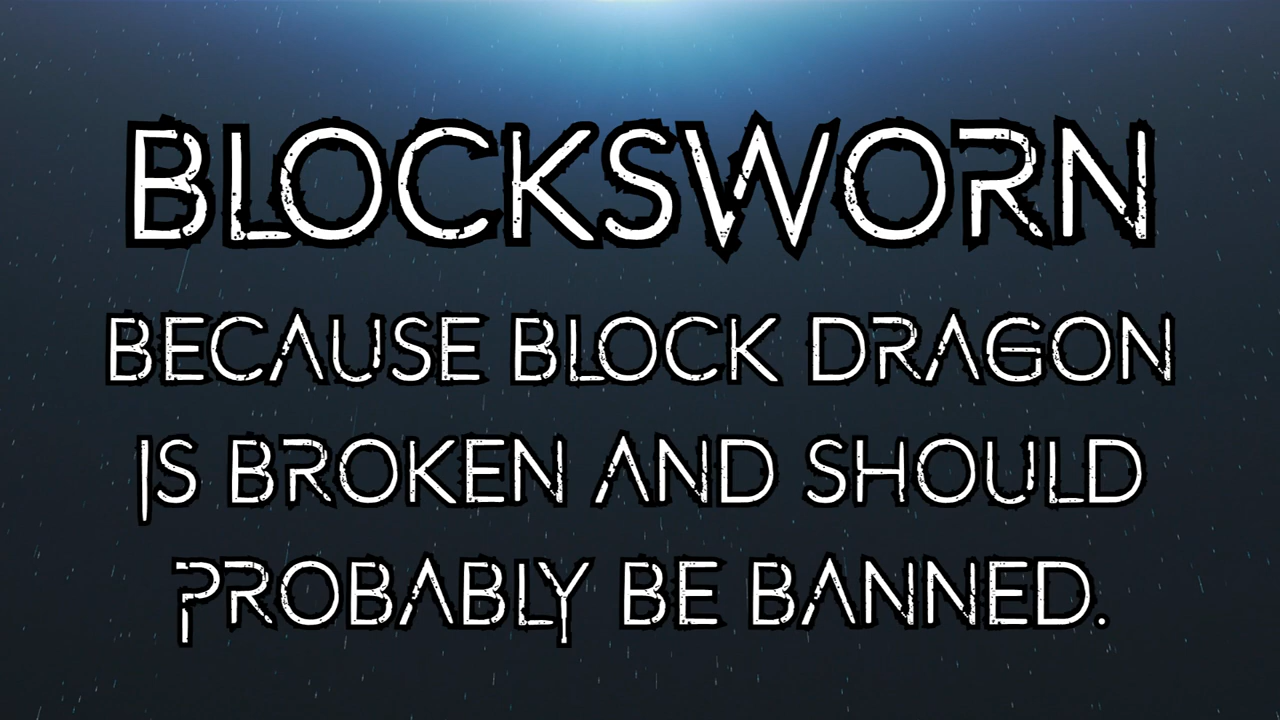 BLOCKSWORN
BECAUSE BLOCK DRAGON
IS BROKEN AND SHOULD
PROBABLY BE BANNED.